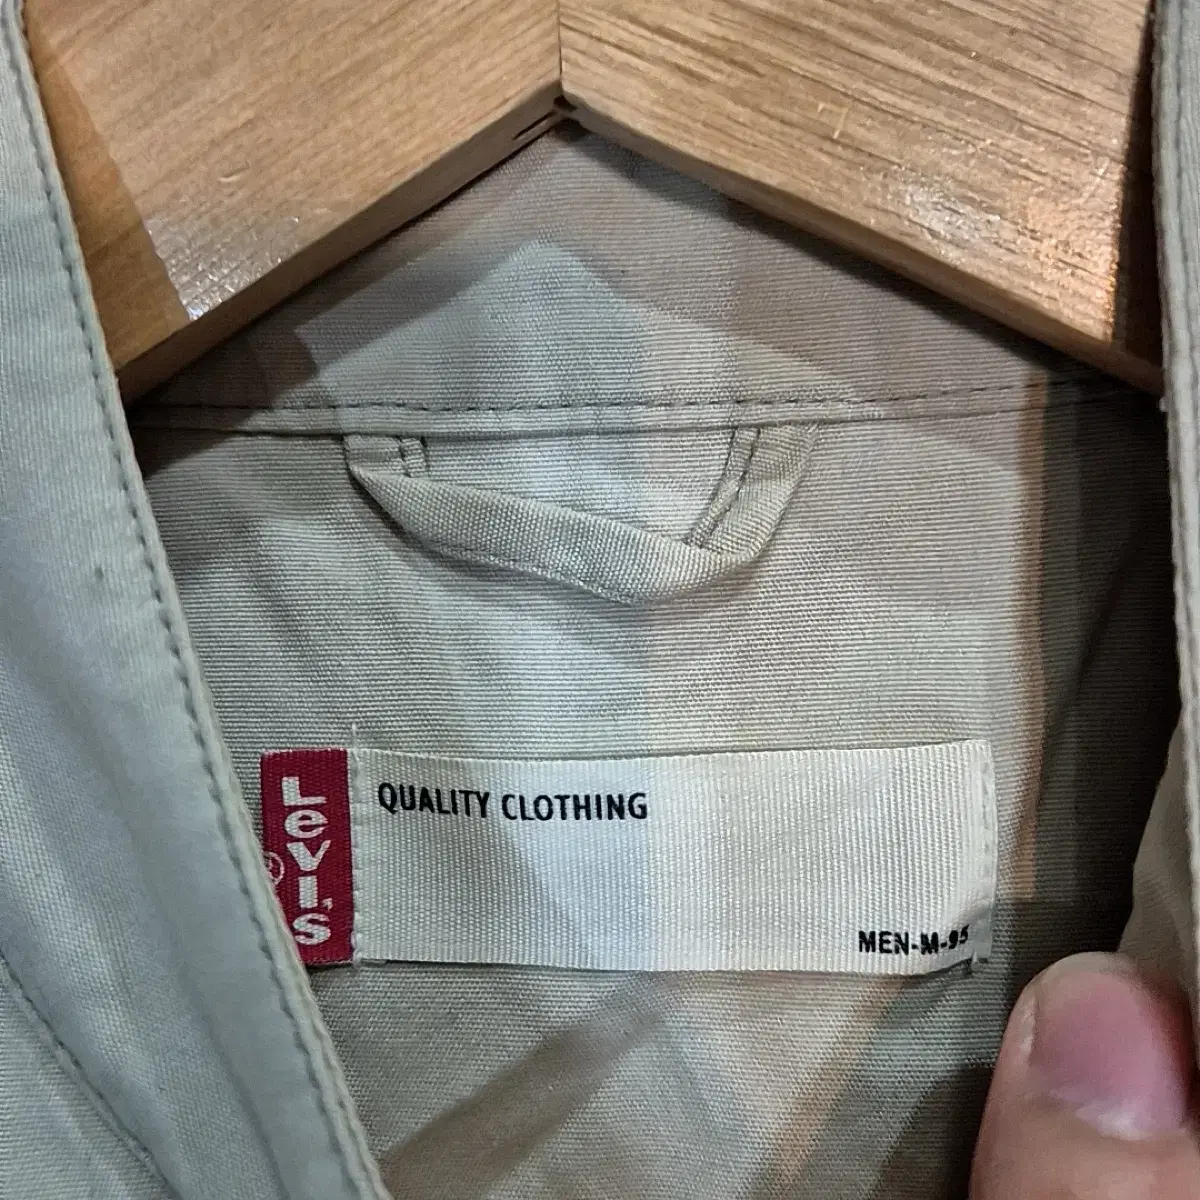 Levi's
®
QUALITY CLOTHING
MEN-M-95